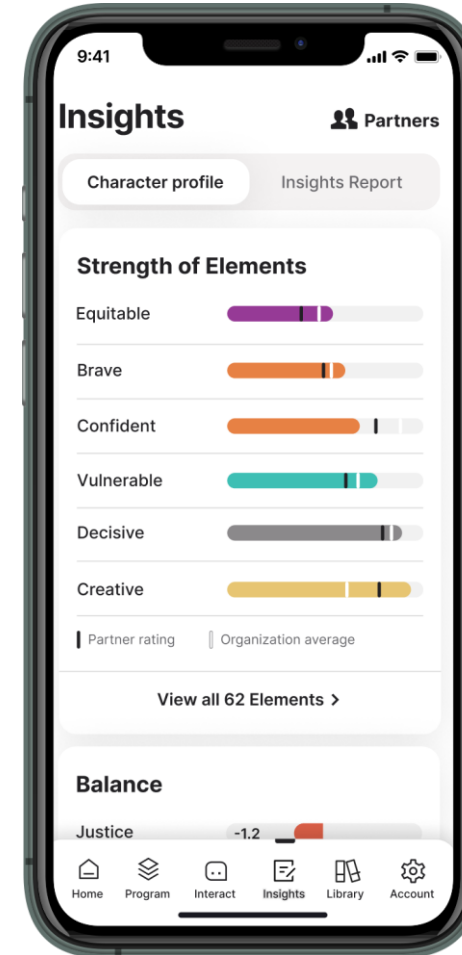 9:41
Insights
Partners
Character profile
Insights Report
Strength of Elements
Equitable
Brave
Confident
Vulnerable
Decisive
Creative
Partner rating
Organization average
View all 62 Elements >
Balance
Justice
-1.2
Home
Program
Interact
Insights
Library
Account